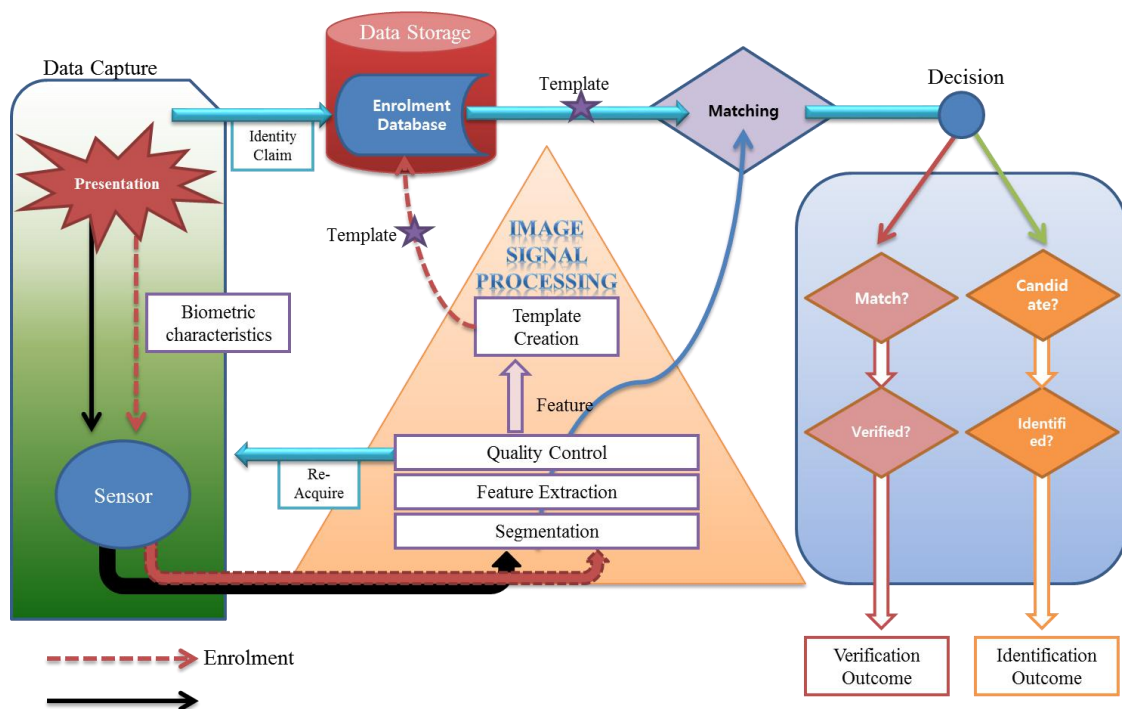 Data Storage
Data Capture
Decision
Template
Enrolment
Database
Matching
Identity
Claim
Presentation
Template
IMAGE
SIGNAL
PROCESSING
Match?
Candid
ate?
Biometric
characteristics
Template
Creation
Feature
Verified?
Identifi
ed?
Quality Control
Re-
Acquire
Sensor
Feature Extraction
Segmentation
Enrolment
Verification
Outcome
Identification
Outcome